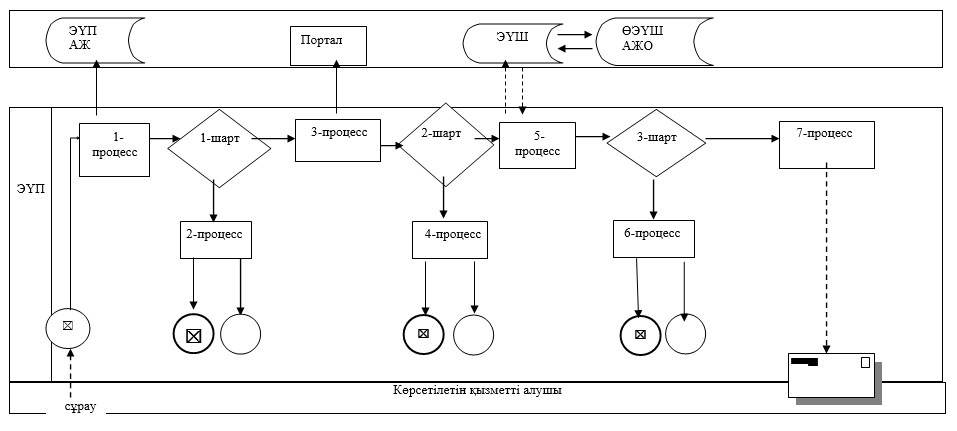 ЭҮП
АЖ
Портал
ЭҮШ
ӨЭҮШ
АЖО
ЭҮП
1-
процесс
1-шарт
3-процесс
2-шарт
5-
процесс
3-шарт
7-процесс
2-процесс
4-процесс
6-процесс
Көрсетілетін қызметті алушы
сұрау